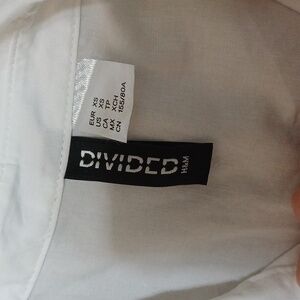 EUR XS
US XS
CA TP
MX XCH
CN 155/80A
DIVIDED
H&M